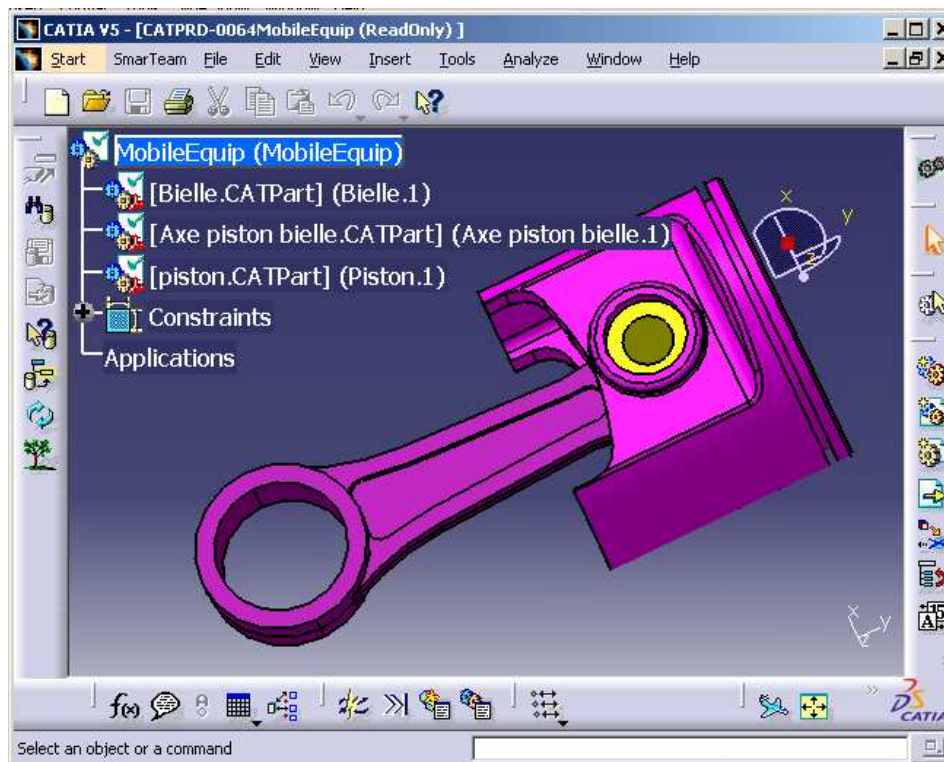 CATIA V5 - [CATPRD-0064MobileEquip (ReadOnly) ]
Start SmarTeam File Edit View Insert Tools Analyze Window Help
MobileEquip (MobileEquip)
[Bielle.CATPart] (Bielle.1)
[Axe piston bielle.CATPart] (Axe piston bielle.1)
[piston.CATPart] (Piston.1)
Constraints
Applications
x
y
z
x
y
z
f(x)
DS
CATIA
Select an object or a command